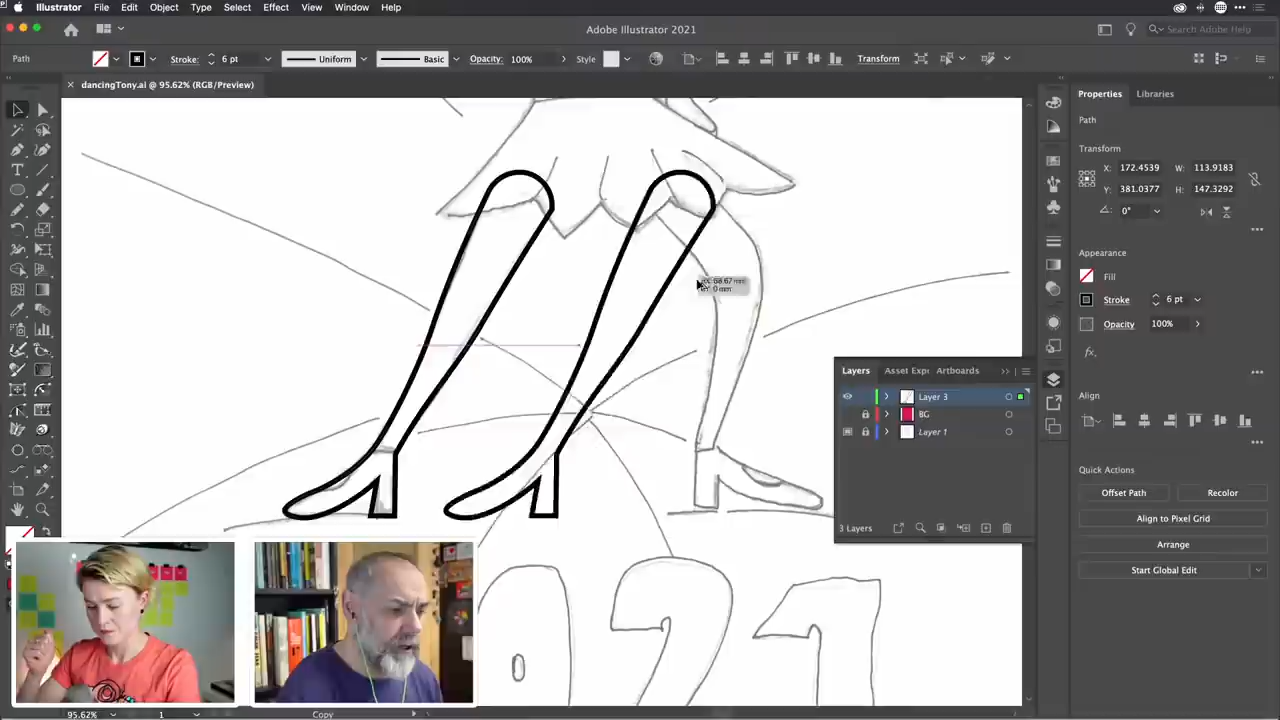 Illustrator File Edit Object Type Select Effect View Window Help
Adobe Illustrator 2021
Search Adobe Help
Path Stroke: 6 pt Uniform Basic Opacity: 100% Style Transform
× dancingTony.ai @ 95.62% (RGB/Preview)
Properties Libraries
Path
Transform
X: 172.4539 W: 113.9183
Y: 381.0377 H: 147.3292
0°
Appearance
Fill
Stroke 6 pt
Opacity 100%
fx
Align
Quick Actions
Offset Path Recolor
Align to Pixel Grid
Arrange
Start Global Edit
Layers Asset Exp Artboards
Layer 3
BG
Layer 1
3 Layers
021
95.62% 1 Copy